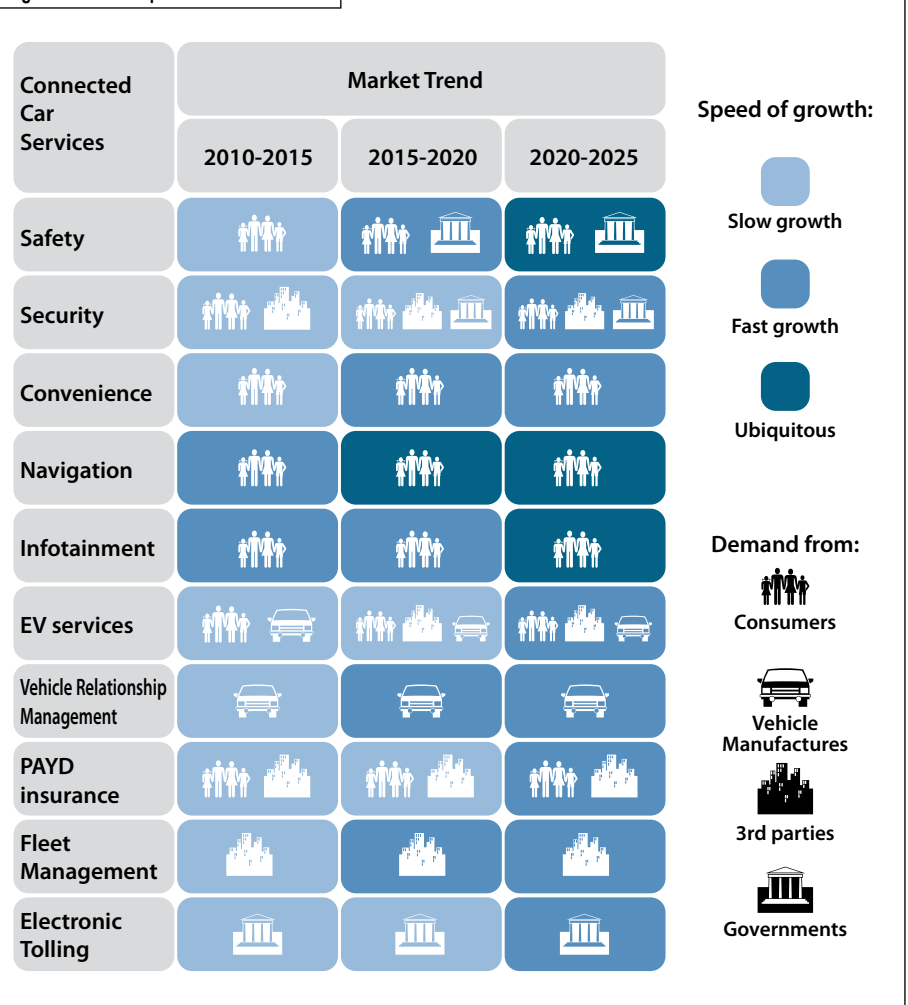 Connected
Car
Services
Market Trend
2010-2015
2015-2020
2020-2025
Safety
Security
Convenience
Navigation
Infotainment
EV services
Vehicle Relationship
Management
PAYD
insurance
Fleet
Management
Electronic
Tolling
Speed of growth:
Slow growth
Fast growth
Ubiquitous
Demand from:
Consumers
Vehicle
Manufactures
3rd parties
Governments